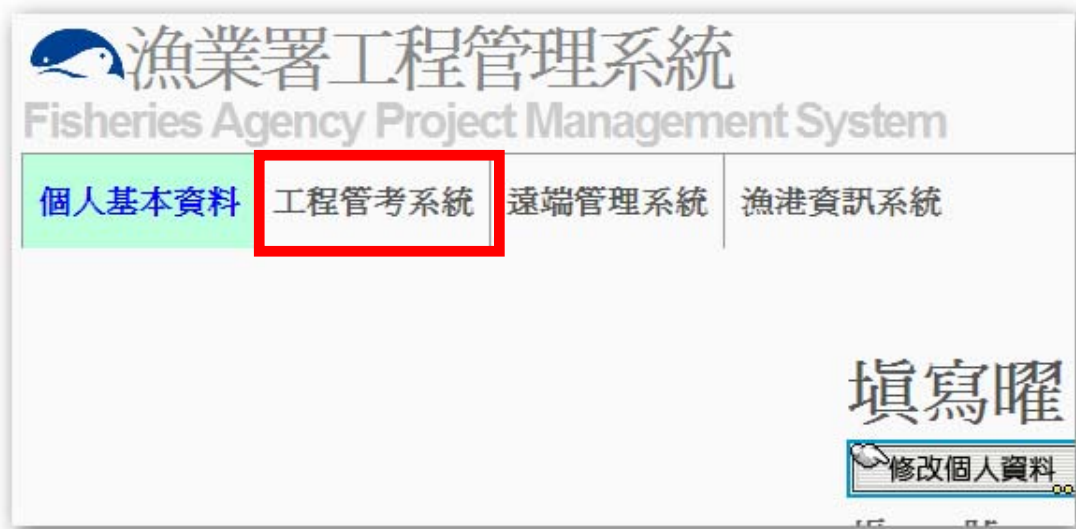 漁業署工程管理系統
Fisheries Agency Project Management System
個人基本資料 工程管考系統 遠端管理系統 漁港資訊系統
填寫曜
修改個人資料